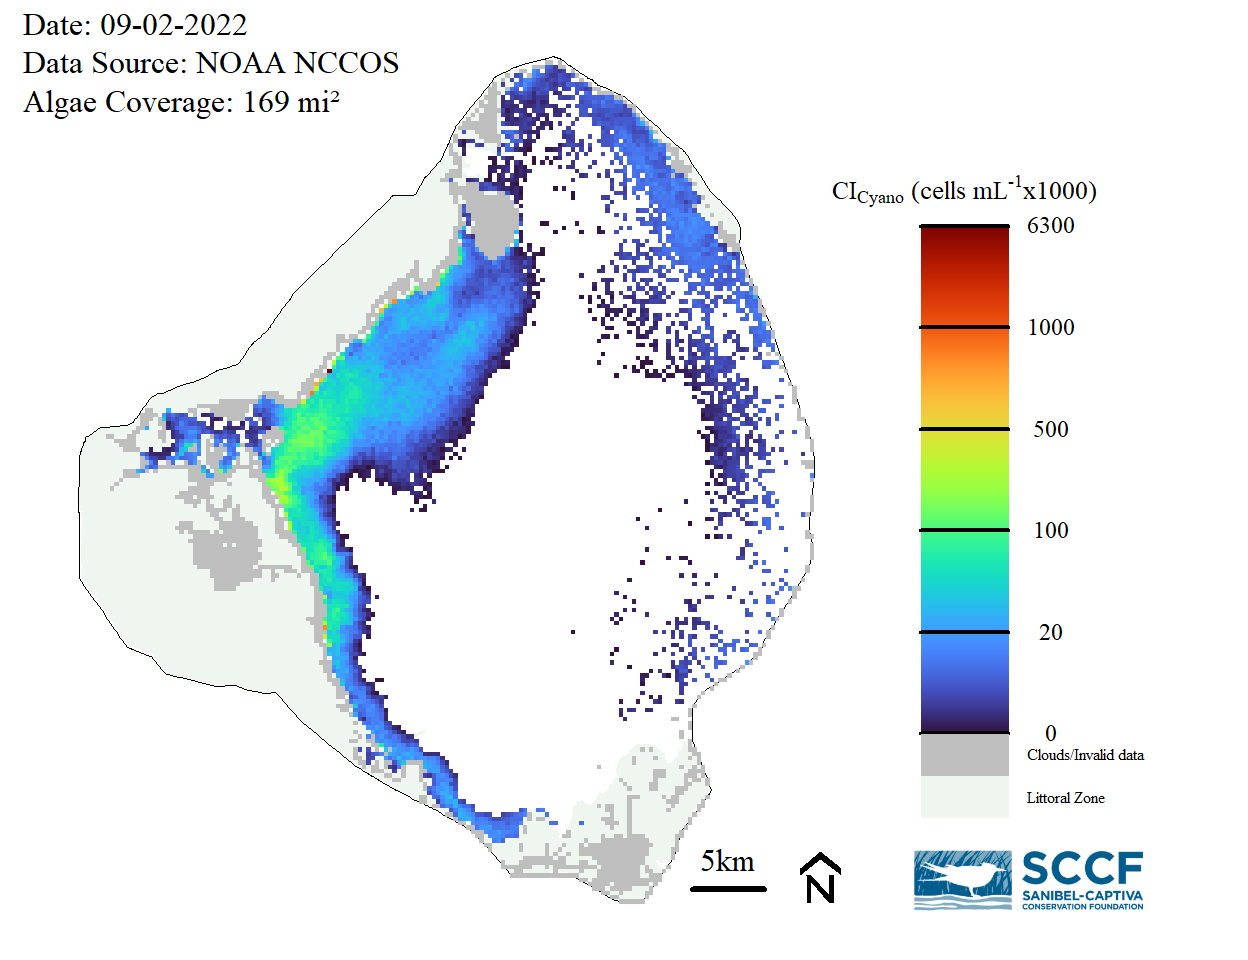 Date: 09-02-2022
Data Source: NOAA NCCOS
Algae Coverage: 169 mi²
CICyano (cells mL-1x1000)
6300
1000
500
100
20
0
Clouds/Invalid data
Littoral Zone
5km
N
SCCF
SANIBEL-CAPTIVA
CONSERVATION FOUNDATION